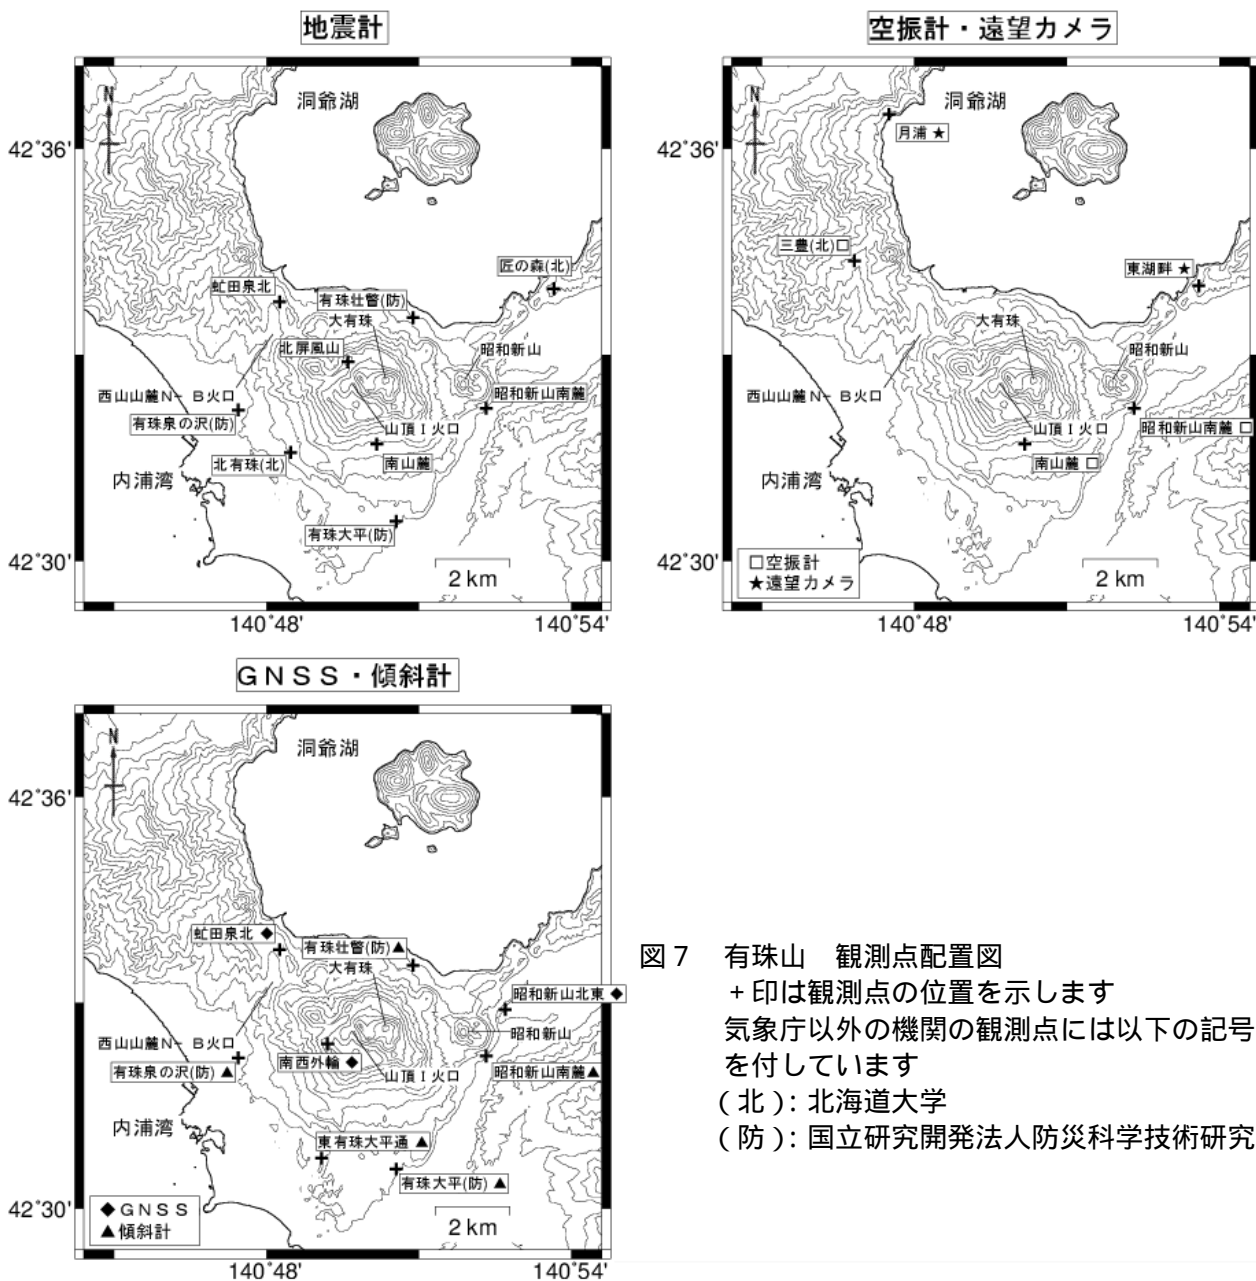 地震計
N
洞爺湖
42°36'
匠の森(北)
虻田泉北
有珠壮瞥(防)
大有珠
北屏風山
昭和新山
西山山麓N-B火口
昭和新山南麓
有珠泉の沢(防)
山頂I火口
北有珠(北)
南山麓
内浦湾
有珠大平(防)
42°30'
2 km
140°48'
140°54'
空振計・遠望カメラ
N
洞爺湖
月浦 ★
42°36'
三豊(北)□
東湖畔 ★
大有珠
昭和新山
西山山麓N-B火口
山頂I火口
昭和新山南麓 □
南山麓 □
内浦湾
42°30'
□空振計
★遠望カメラ
2 km
140°48'
140°54'
GNSS・傾斜計
N
洞爺湖
42°36'
虻田泉北 ◆
有珠壮瞥(防)▲
大有珠
昭和新山北東 ◆
昭和新山
西山山麓N-B火口
南西外輪 ◆
有珠泉の沢(防) ▲
山頂I火口
昭和新山南麓▲
内浦湾
東有珠大平通 ▲
有珠大平(防) ▲
42°30'
◆GNSS
▲傾斜計
2 km
140°48'
140°54'
図7 有珠山 観測点配置図
+印は観測点の位置を示します
気象庁以外の機関の観測点には以下の記号
を付しています
(北):北海道大学
(防):国立研究開発法人防災科学技術研究